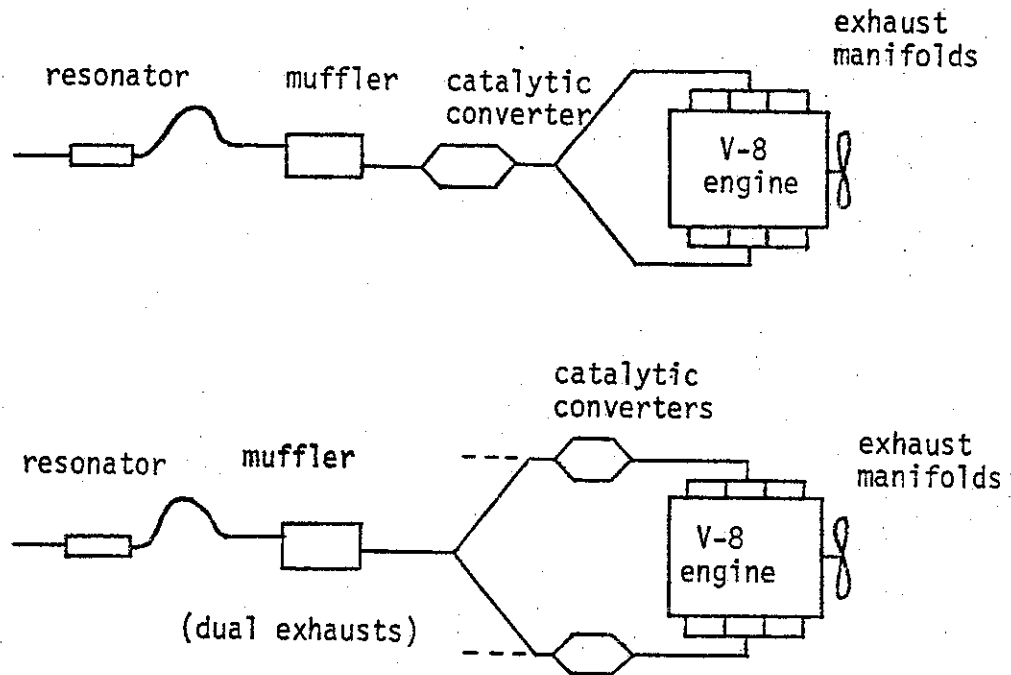 exhaust
manifolds
resonator
muffler
catalytic
converter
V-8
engine
catalytic
converters
exhaust
manifolds
resonator
muffler
V-8
engine
(dual exhausts)